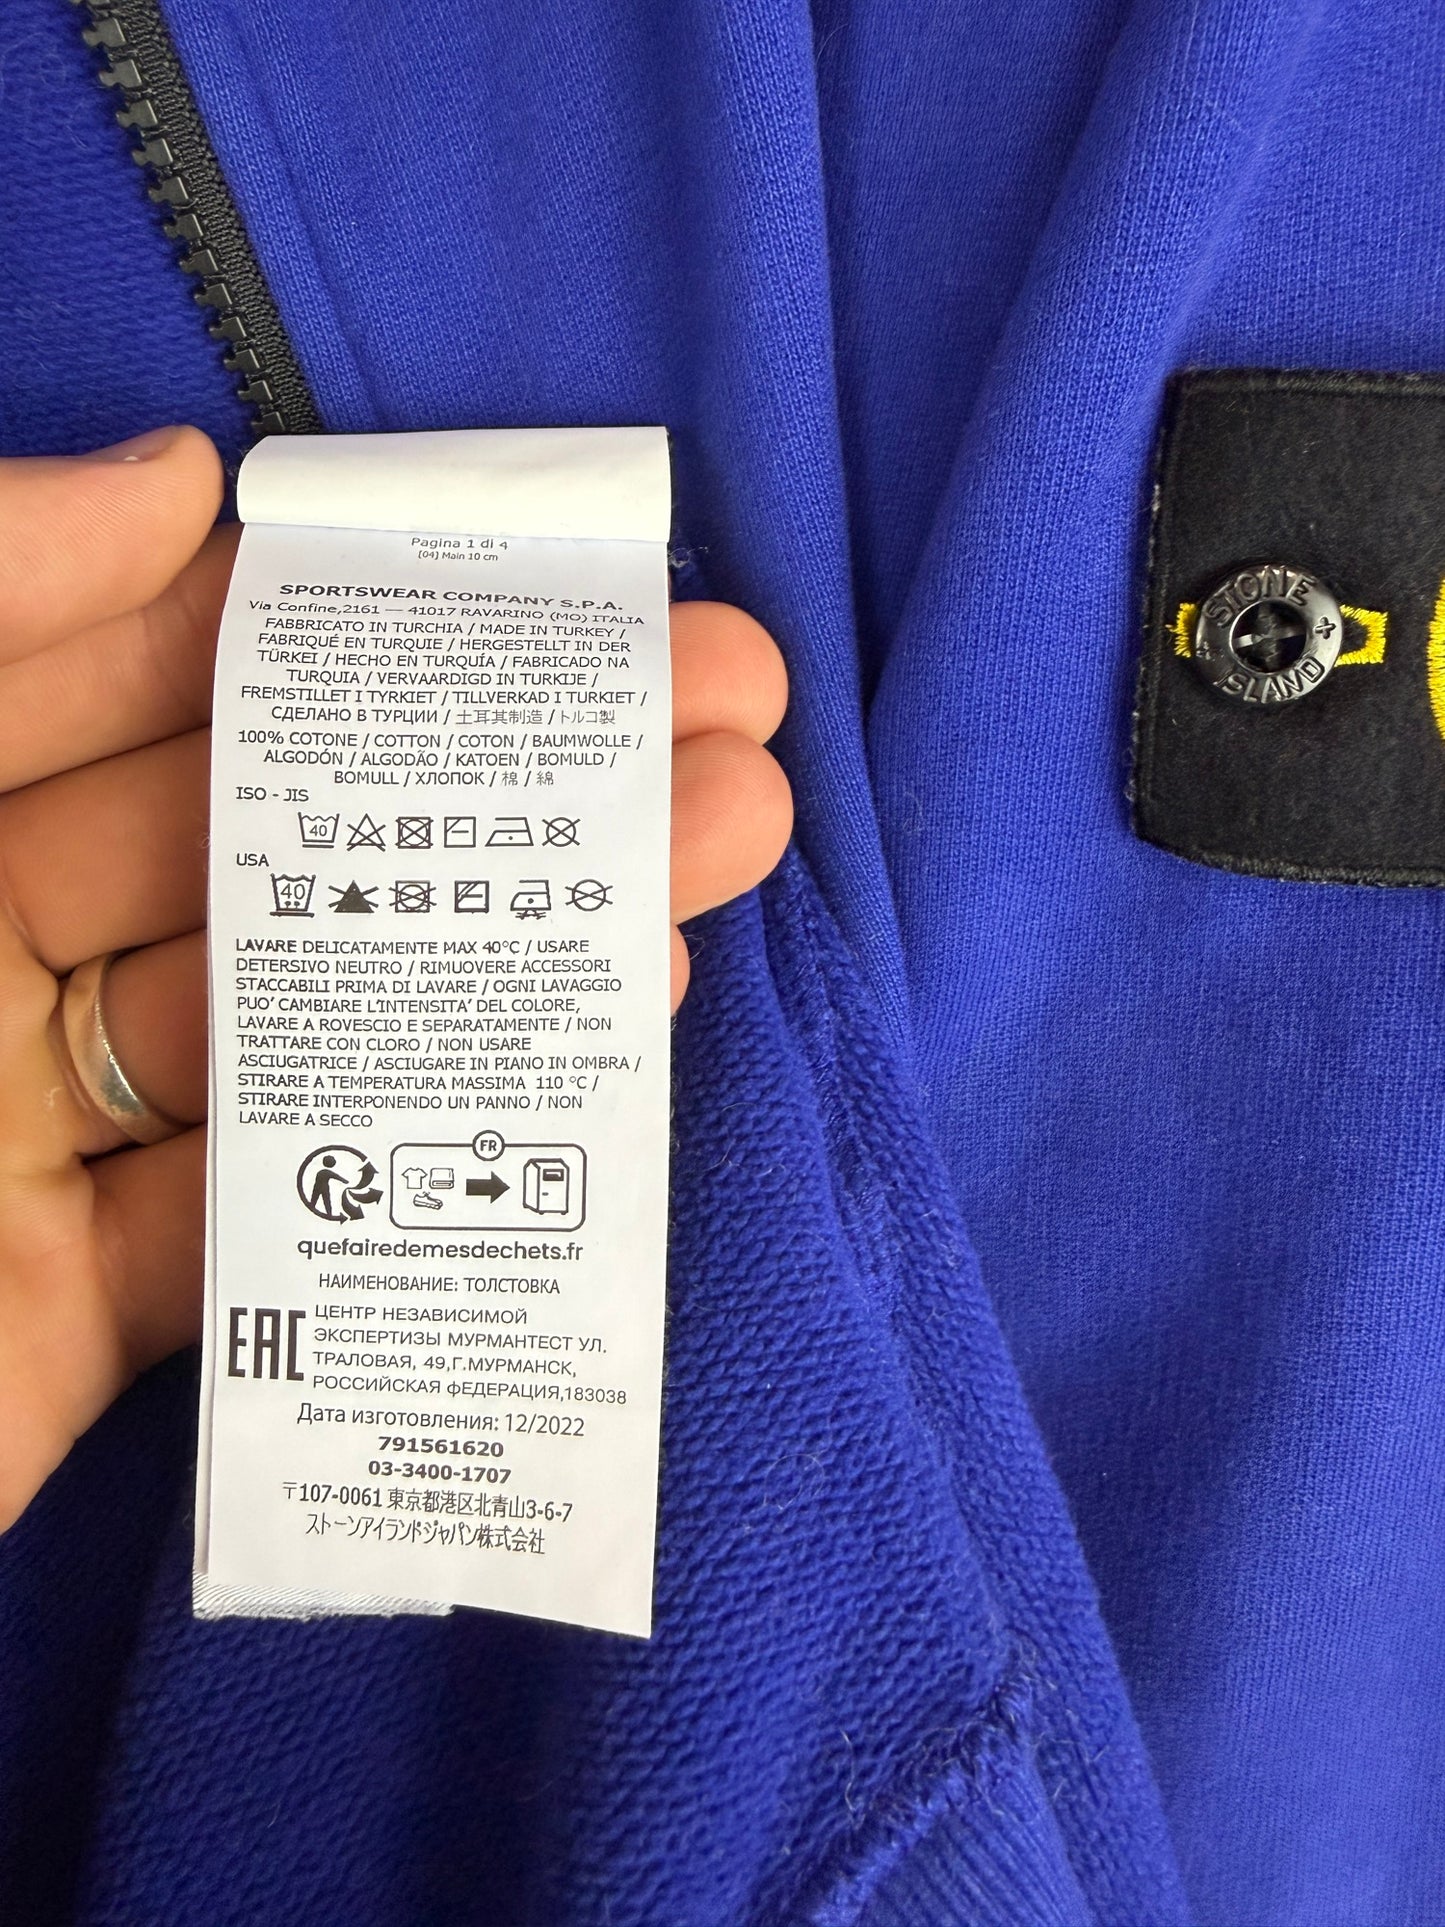 Pagina 1 di 4
[04] Main 10 cm
SPORTSWEAR COMPANY S.P.A.
Via Confine,2161 — 41017 RAVARINO (MO) ITALIA
FABBRICATO IN TURCHIA / MADE IN TURKEY /
FABRIQUÉ EN TURQUIE / HERGESTELLT IN DER
TÜRKEI / HECHO EN TURQUÍA / FABRICADO NA
TURQUIA / VERVAARDIGD IN TURKIJE /
FREMSTILLET I TYRKIET / TILLVERKAD I TURKIET /
СДЕЛАНО В ТУРЦИИ / 土耳其制造 / トルコ製
100% COTONE / COTTON / COTON / BAUMWOLLE /
ALGODÓN / ALGODÃO / KATOEN / BOMULD /
BOMULL / ХЛОПОК / 棉 / 綿
ISO - JIS
40
USA
40
LAVARE DELICATAMENTE MAX 40°C / USARE
DETERSIVO NEUTRO / RIMUOVERE ACCESSORI
STACCABILI PRIMA DI LAVARE / OGNI LAVAGGIO
PUO' CAMBIARE L'INTENSITA' DEL COLORE,
LAVARE A ROVESCIO E SEPARATAMENTE / NON
TRATTARE CON CLORO / NON USARE
ASCIUGATRICE / ASCIUGARE IN PIANO IN OMBRA /
STIRARE A TEMPERATURA MASSIMA 110 °C /
STIRARE INTERPONENDO UN PANNO / NON
LAVARE A SECCO
FR
quefairedemesdechets.fr
НАИМЕНОВАНИЕ: ТОЛСТОВКА
EAC
ЦЕНТР НЕЗАВИСИМОЙ
ЭКСПЕРТИЗЫ МУРМАНТЕСТ УЛ.
ТРАЛОВАЯ, 49,Г.МУРМАНСК,
РОССИЙСКАЯ фЕДЕРАЦИЯ,183038
Дата изготовления: 12/2022
791561620
03-3400-1707
〒107-0061 東京都港区北青山3-6-7
ストーンアイランドジャパン株式会社
STONE
ISLAND